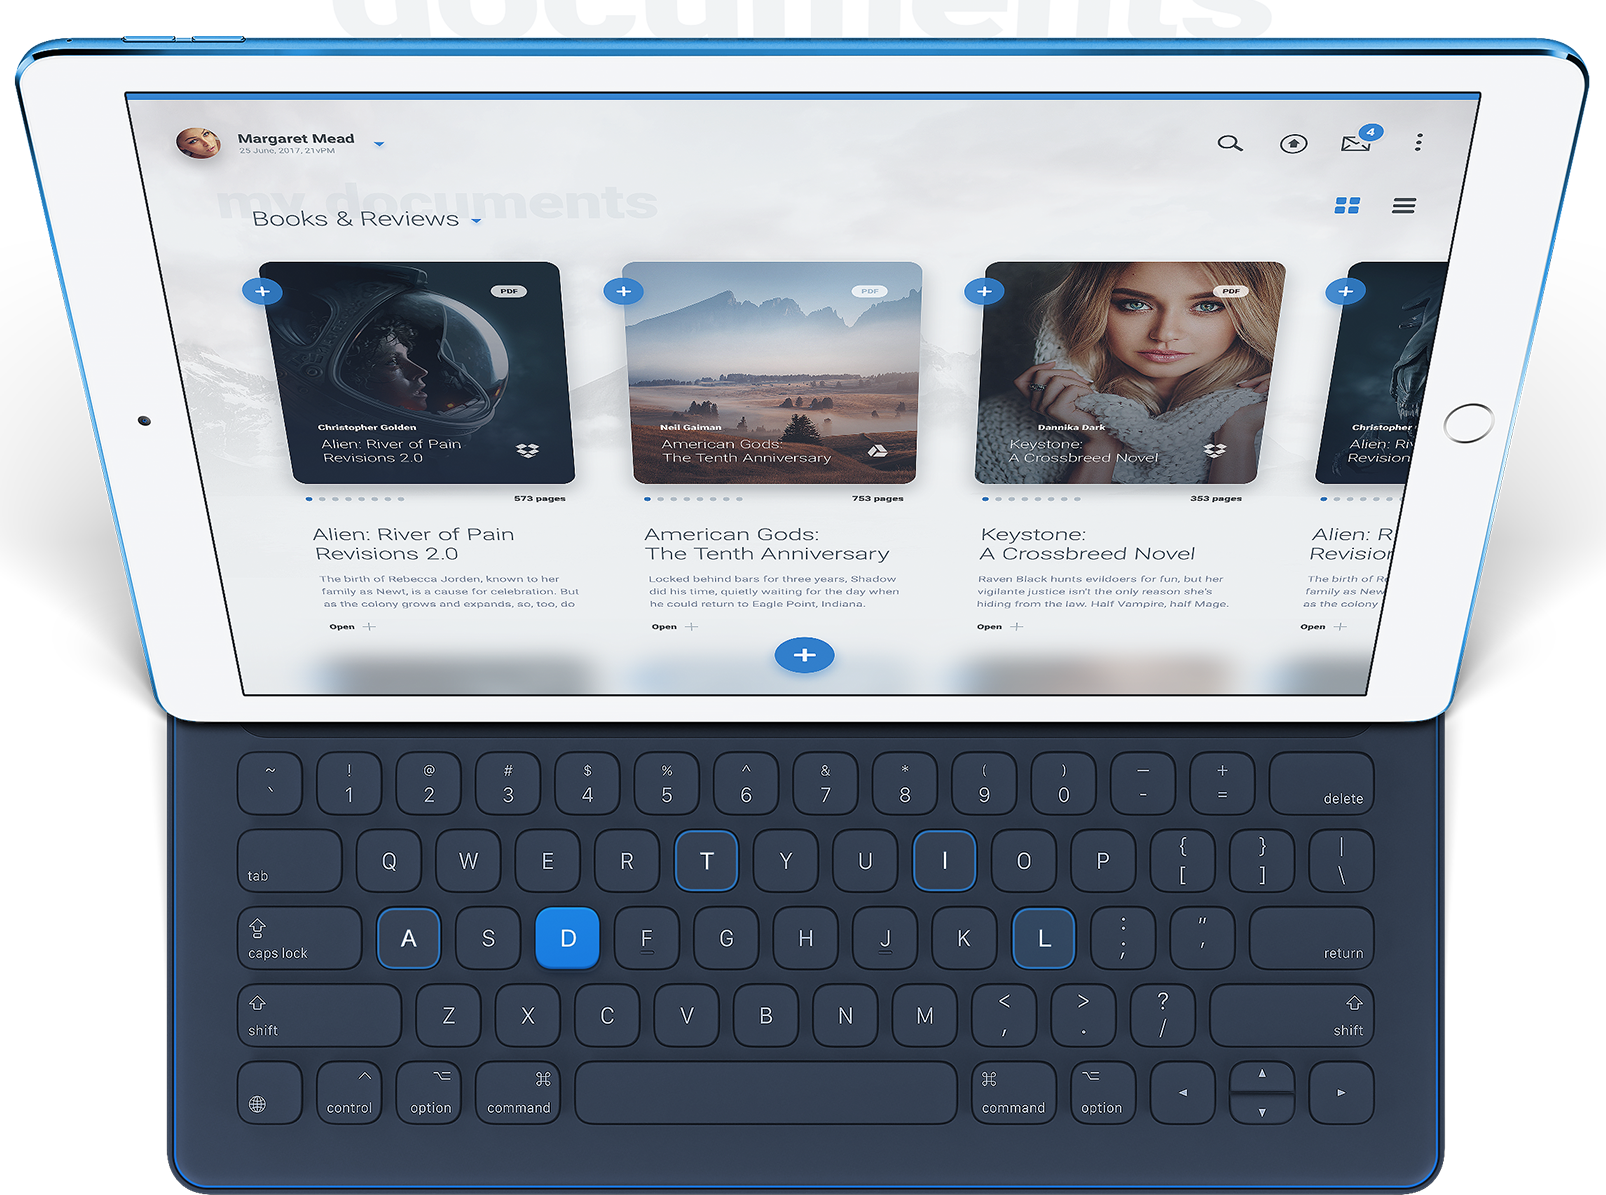 documents
Margaret Mead
25 June, 2017, 21vPM
4
my documents
Books & Reviews
PDF
Christopher Golden
Alien: River of Pain
Revisions 2.0
573 pages
Alien: River of Pain
Revisions 2.0
The birth of Rebecca Jorden, known to her
family as Newt, is a cause for celebration. But
as the colony grows and expands, so, too, do
Open
PDF
Neil Gaiman
American Gods:
The Tenth Anniversary
753 pages
American Gods:
The Tenth Anniversary
Locked behind bars for three years, Shadow
did his time, quietly waiting for the day when
he could return to Eagle Point, Indiana.
Open
PDF
Dannika Dark
Keystone:
A Crossbreed Novel
353 pages
Keystone:
A Crossbreed Novel
Raven Black hunts evildoers for fun, but her
vigilante justice isn't the only reason she's
hiding from the law. Half Vampire, half Mage.
Open
Christopher
Alien: Riv
Revision
Alien: R
Revision
The birth of Re
family as Newt
as the colony
Open
~ ! @ # $ % ^ & * ( ) — +
` 1 2 3 4 5 6 7 8 9 0 - = delete
tab Q W E R T Y U I O P { [ } ] | \
caps lock A S D F G H J K L : ; " ' return
shift Z X C V B N M < , > . ? / shift
control option command command option